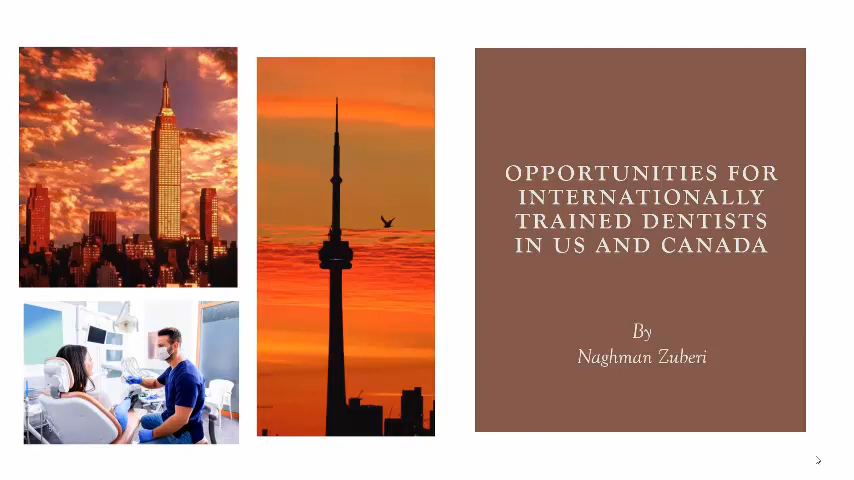 OPPORTUNITIES FOR
INTERNATIONALLY
TRAINED DENTISTS
IN US AND CANADA
By
Naghman Zuberi